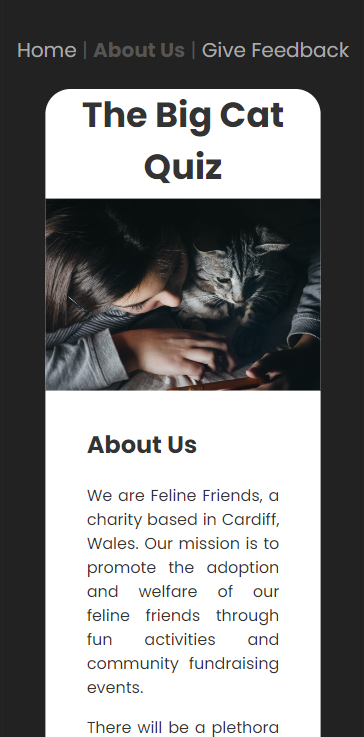 Home | About Us | Give Feedback
The Big Cat
Quiz
About Us
We are Feline Friends, a
charity based in Cardiff,
Wales. Our mission is to
promote the adoption
and welfare of our
feline friends through
fun activities and
community fundraising
events.
There will be a plethora